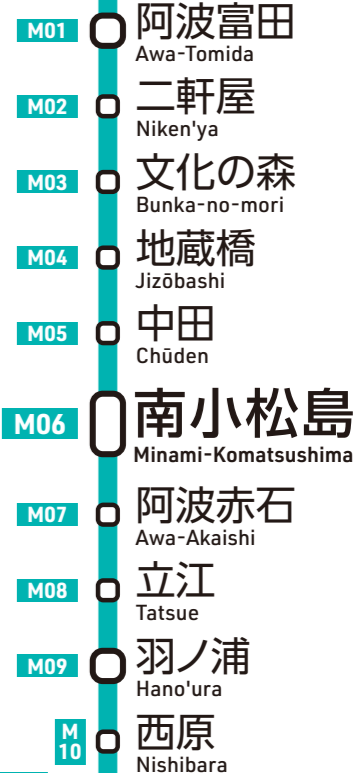 M01
阿波富田
Awa-Tomida
M02
二軒屋
Niken'ya
M03
文化の森
Bunka-no-mori
M04
地蔵橋
Jizōbashi
M05
中田
Chūden
M06
南小松島
Minami-Komatsushima
M07
阿波赤石
Awa-Akaishi
M08
立江
Tatsue
M09
羽ノ浦
Hano'ura
M
10
西原
Nishibara